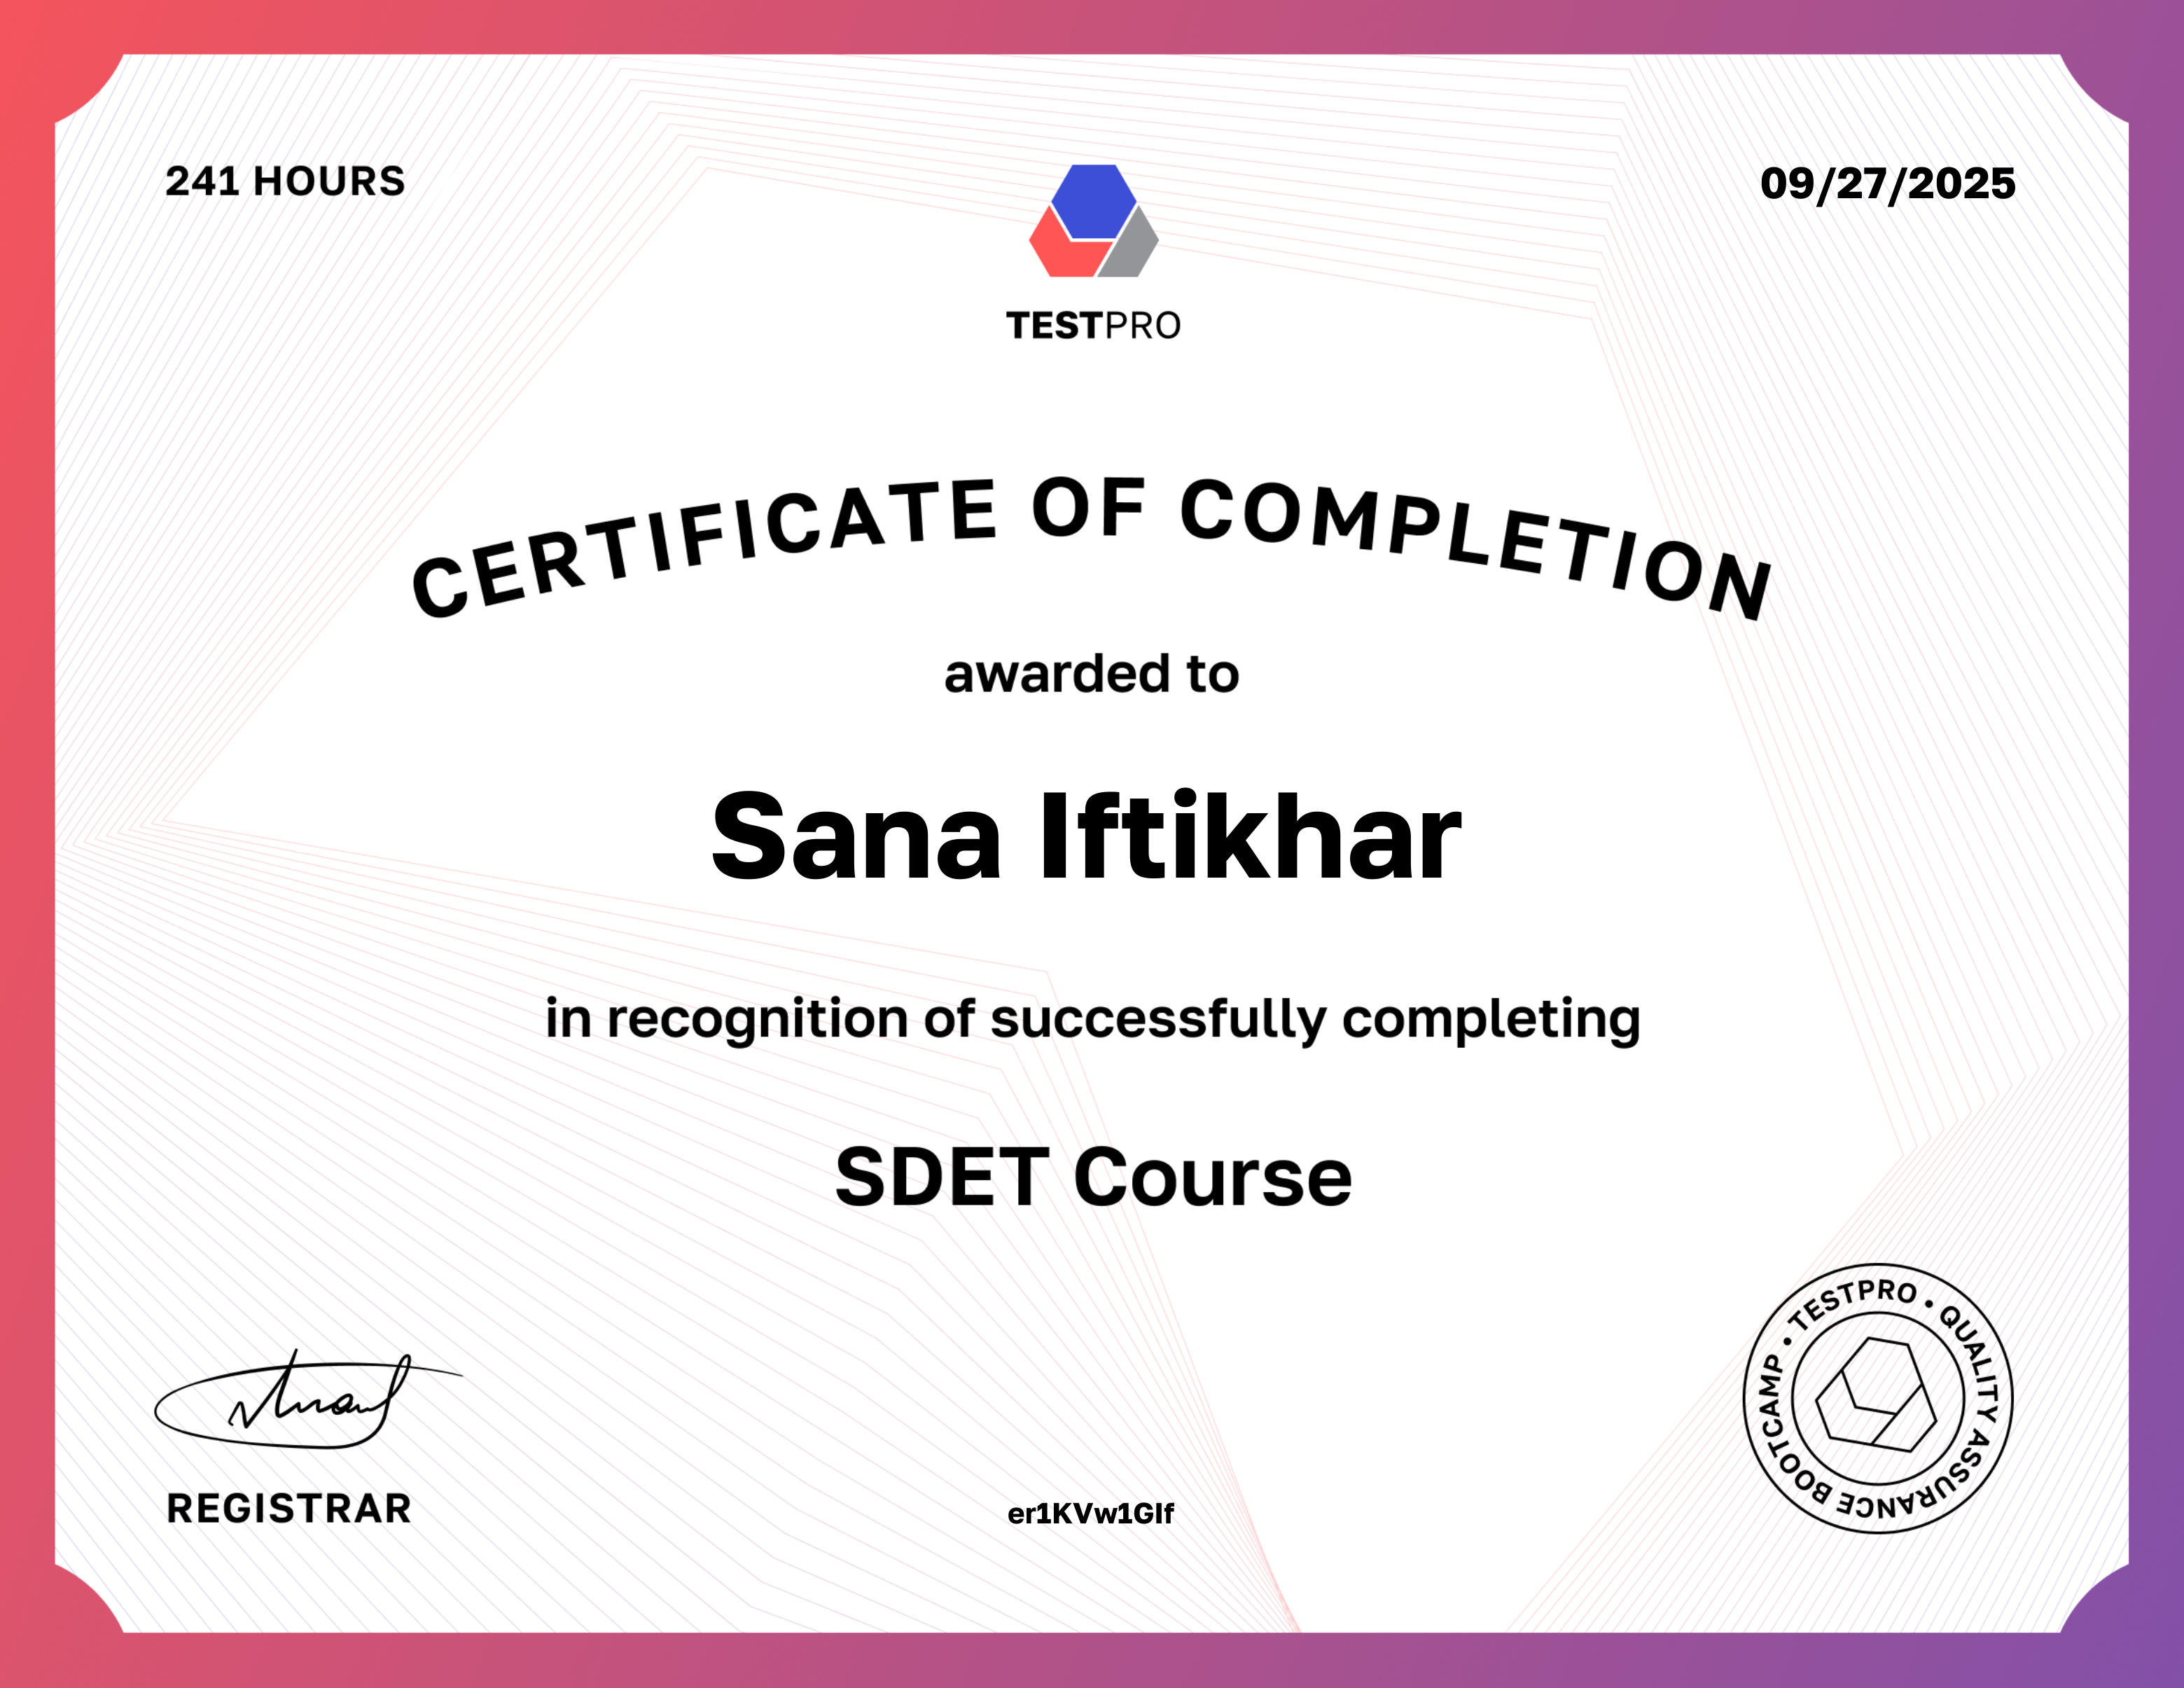 241 HOURS
09/27/2025
TESTPRO
CERTIFICATE OF COMPLETION
awarded to
Sana Iftikhar
in recognition of successfully completing
SDET Course
REGISTRAR
er1KVw1GIf
TESTPRO • QUALITY ASSURANCE BOOTCAMP •